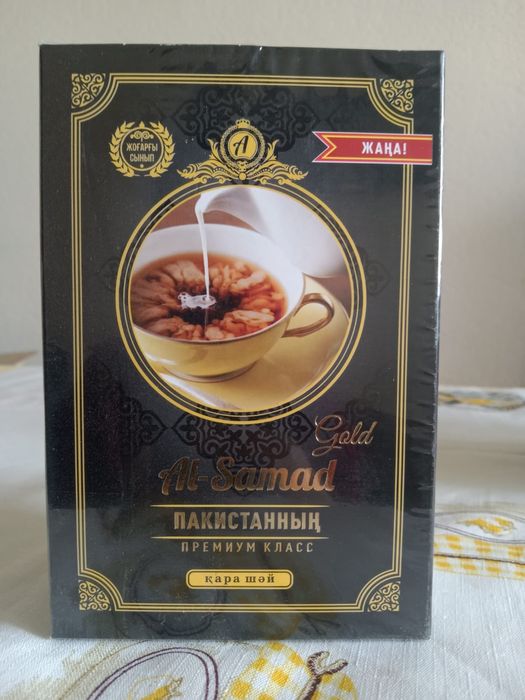 ЖОҒАРҒЫ
СЫНЫП
A
ЖАҢА!
Gold
Al-Samad
ПАКИСТАННЫҢ
ПРЕМИУМ КЛАСС
қара шәй